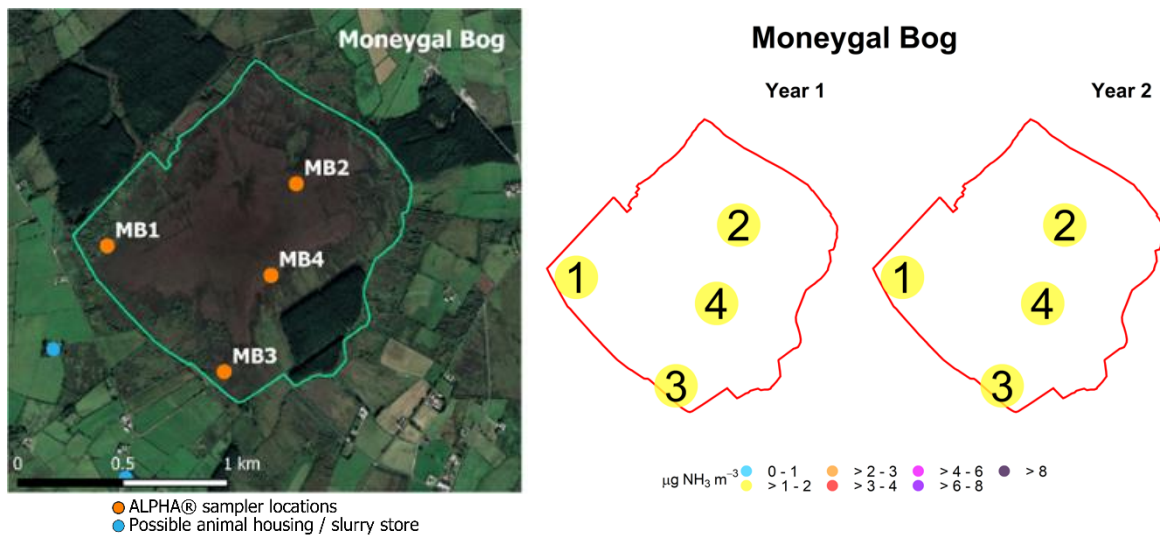 Moneygal Bog
MB2
MB1
MB4
MB3
0 0.5 1 km
ALPHA® sampler locations
Possible animal housing / slurry store
Moneygal Bog
Year 1
Year 2
2
1
4
3
2
1
4
3
µg NH₃ m⁻³
0 - 1
> 1 - 2
> 2 - 3
> 3 - 4
> 4 - 6
> 6 - 8
> 8